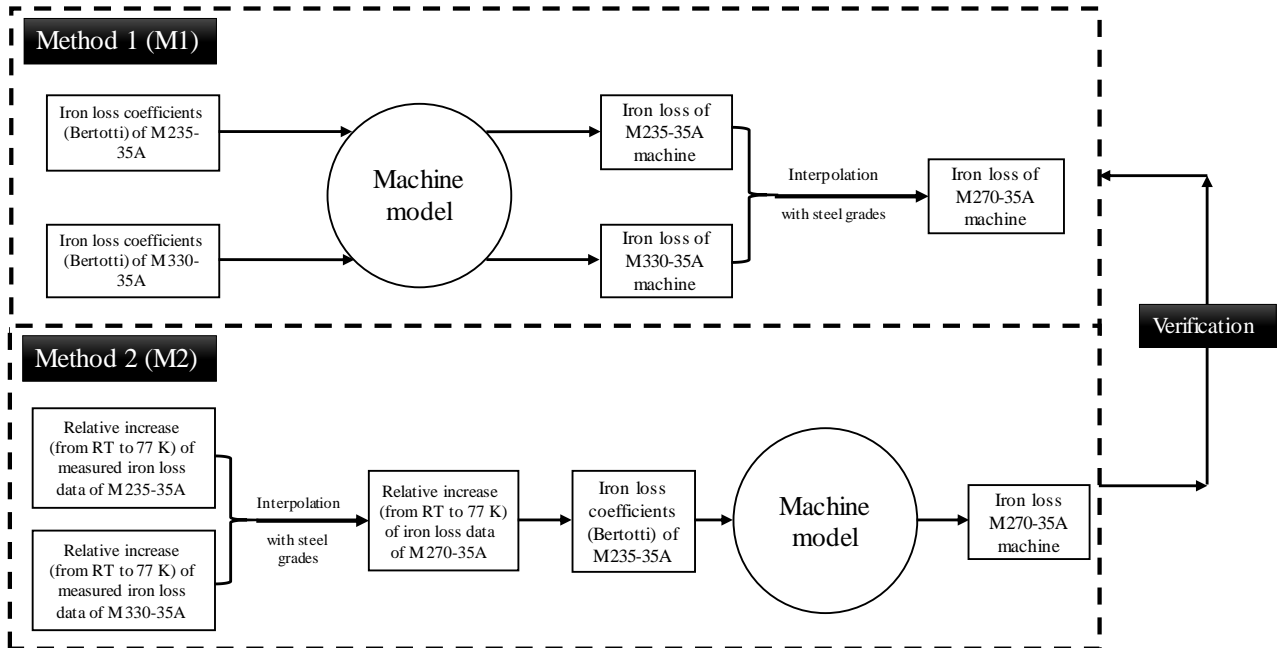 Method 1 (M1)
Iron loss coefficients
(Bertotti) of M235-
35A
Iron loss coefficients
(Bertotti) of M330-
35A
Machine
model
Iron loss of
M235-35A
machine
Iron loss of
M330-35A
machine
Interpolation
with steel grades
Iron loss of
M270-35A
machine
Verification
Method 2 (M2)
Relative increase
(from RT to 77 K) of
measured iron loss
data of M235-35A
Relative increase
(from RT to 77 K) of
measured iron loss
data of M330-35A
Interpolation
with steel
grades
Relative increase
(from RT to 77 K)
of iron loss data
of M270-35A
Iron loss
coefficients
(Bertotti) of
M235-35A
Machine
model
Iron loss
M270-35A
machine